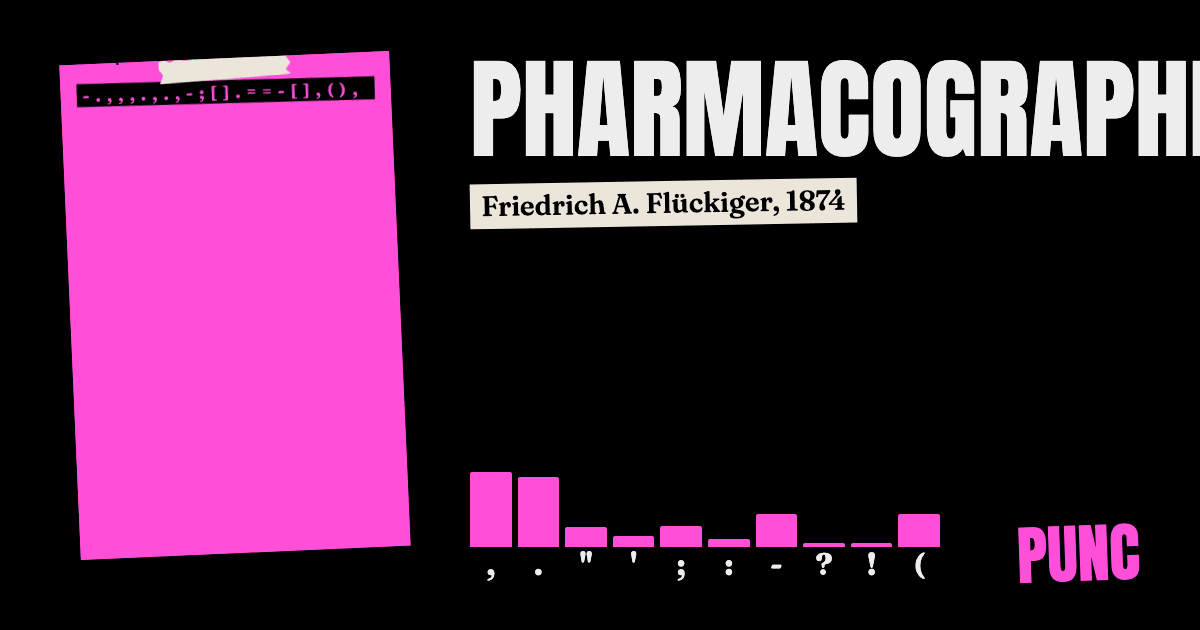 -.,,,.,.,-;[].==-[],(),
PHARMACOGRAPHI
Friedrich A. Flückiger, 1874
, . " ' ; : - ? ! (
PUNC